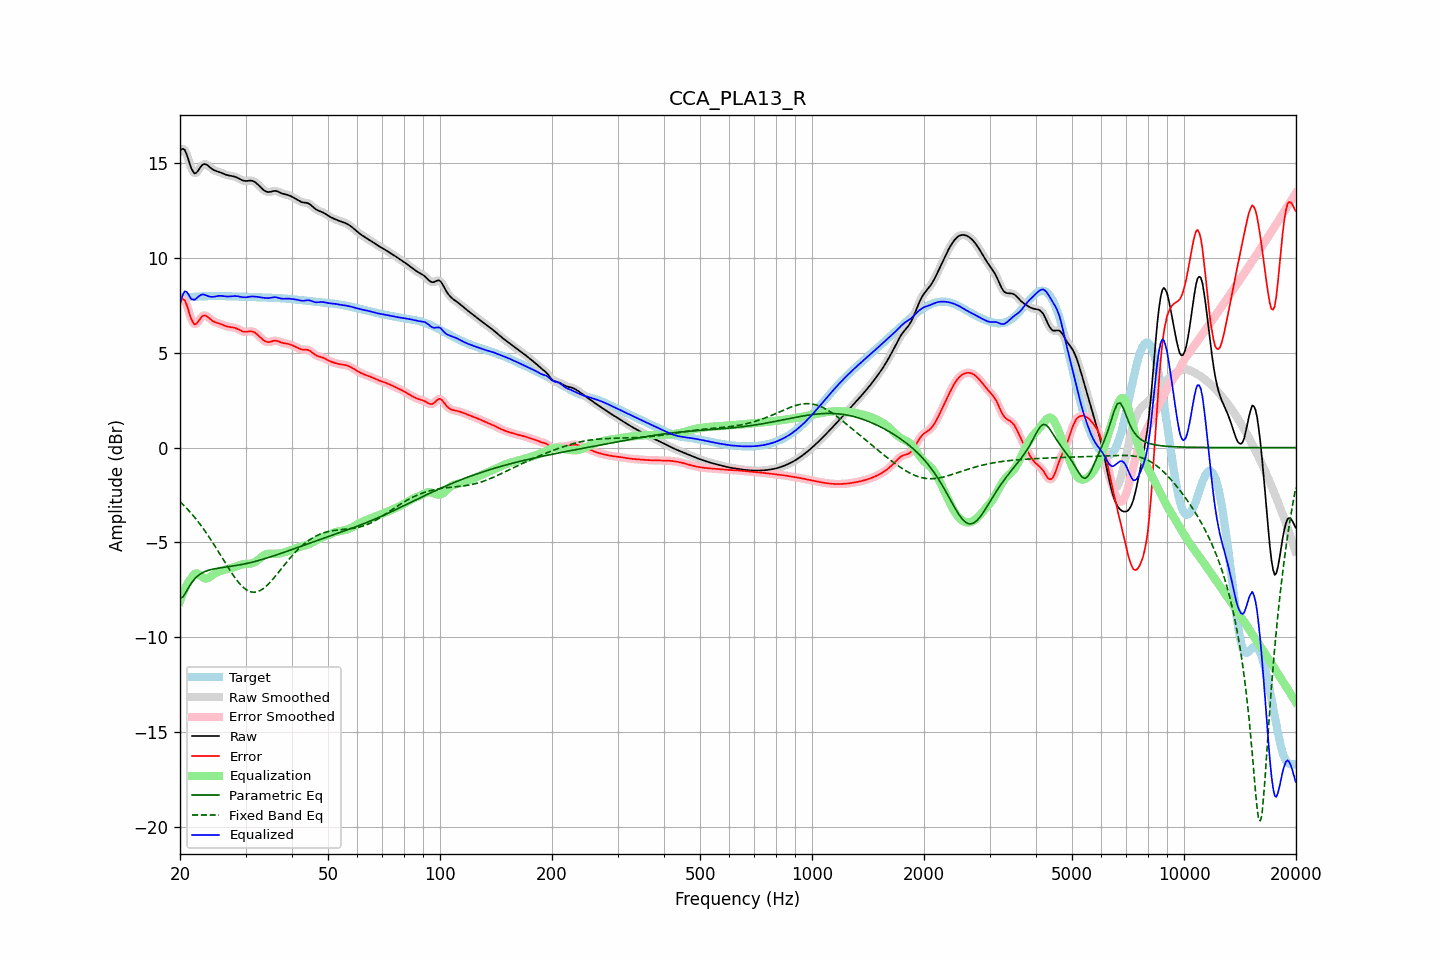 CCA_PLA13_R
Amplitude (dBr)
15
10
5
0
−5
−10
−15
−20
Target
Raw Smoothed
Error Smoothed
Raw
Error
Equalization
Parametric Eq
Fixed Band Eq
Equalized
20 50 100 200 500 1000 2000 5000 10000 20000
Frequency (Hz)